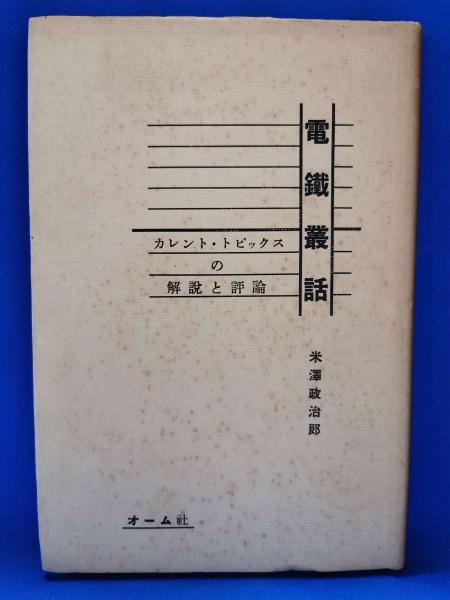 電鐵叢話
カレント・トピックス
の
解説と評論
米澤政治郎
オーム社